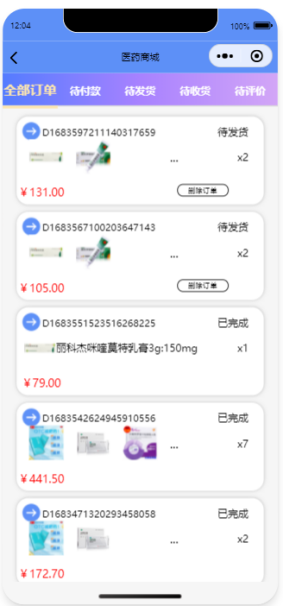 12:04
100%
医药商城
全部订单 待付款 待发货 待收货 待评价
D1683597211140317659 待发货
... x2
¥131.00 删除订单
D1683567100203647143 待发货
... x2
¥105.00 删除订单
D1683551523516268225 已完成
丽科杰咪喹莫特乳膏3g:150mg x1
¥79.00
D1683542624945910556 已完成
... x7
¥441.50
D1683471320293458058 已完成
... x2
¥172.70